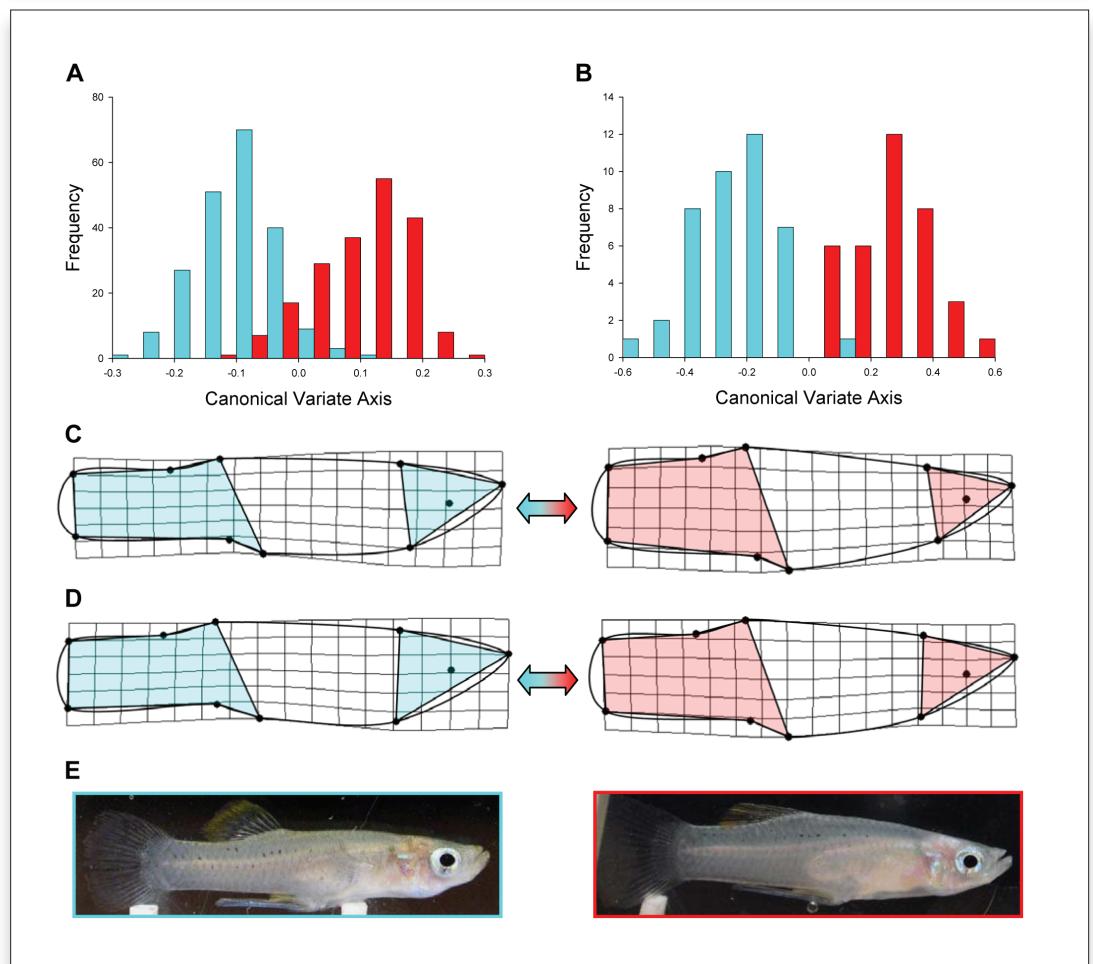 A
B
80
60
40
20
0
Frequency
-0.3 -0.2 -0.1 0.0 0.1 0.2 0.3
Canonical Variate Axis
14
12
10
8
6
4
2
0
Frequency
-0.6 -0.4 -0.2 0.0 0.2 0.4 0.6
Canonical Variate Axis
C
D
E